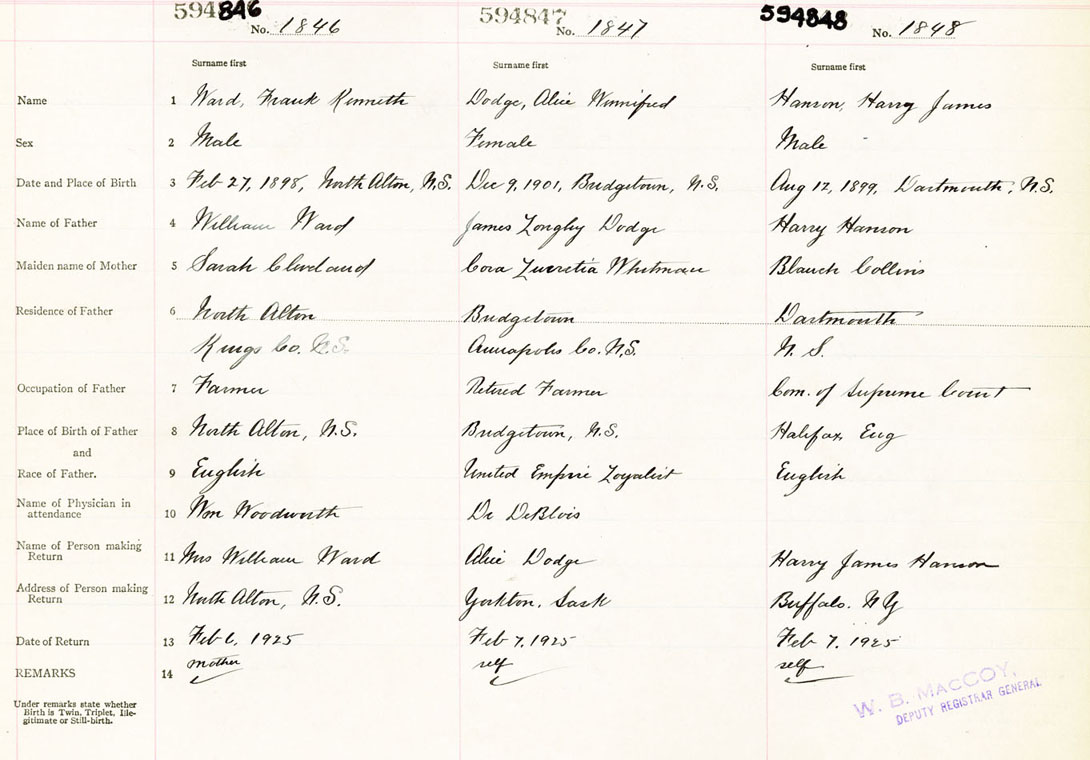 594846 No. 1846 594847 No. 1847 594848 No. 1848
Surname first Surname first Surname first
Name 1 Ward, Frank Kenneth Dodge, Alice Winnifred Hanson, Harry James
Sex 2 Male Female Male
Date and Place of Birth 3 Feb 27, 1898, North Alton, N.S. Dec 9, 1901, Bridgetown, N.S. Aug 12, 1899, Dartmouth, N.S.
Name of Father 4 William Ward James Longley Dodge Harry Hanson
Maiden name of Mother 5 Sarah Cleveland Cora Lucretia Whitman Blanch Collins
Residence of Father 6 North Alton Bridgetown Dartmouth
Kings Co. N.S. Annapolis Co. N.S. N. S.
Occupation of Father 7 Farmer Retired Farmer Com. of Supreme Court
Place of Birth of Father 8 North Alton, N.S. Bridgetown, N.S. Halifax, Eng
and
Race of Father. 9 English United Empire Loyalist English
Name of Physician in
attendance 10 Wm Woodworth Dr DeBlois
Name of Person making
Return 11 Mrs William Ward Alice Dodge Harry James Hanson
Address of Person making
Return 12 North Alton, N.S. Yorkton, Sask Buffalo. NY
Date of Return 13 Feb 6, 1925 Feb 7, 1925 Feb 7, 1925
REMARKS 14 mother self self
Under remarks state whether
Birth is Twin, Triplet, Ille-
gitimate or Still-birth.
W. B. MacCOY,
DEPUTY REGISTRAR GENERAL